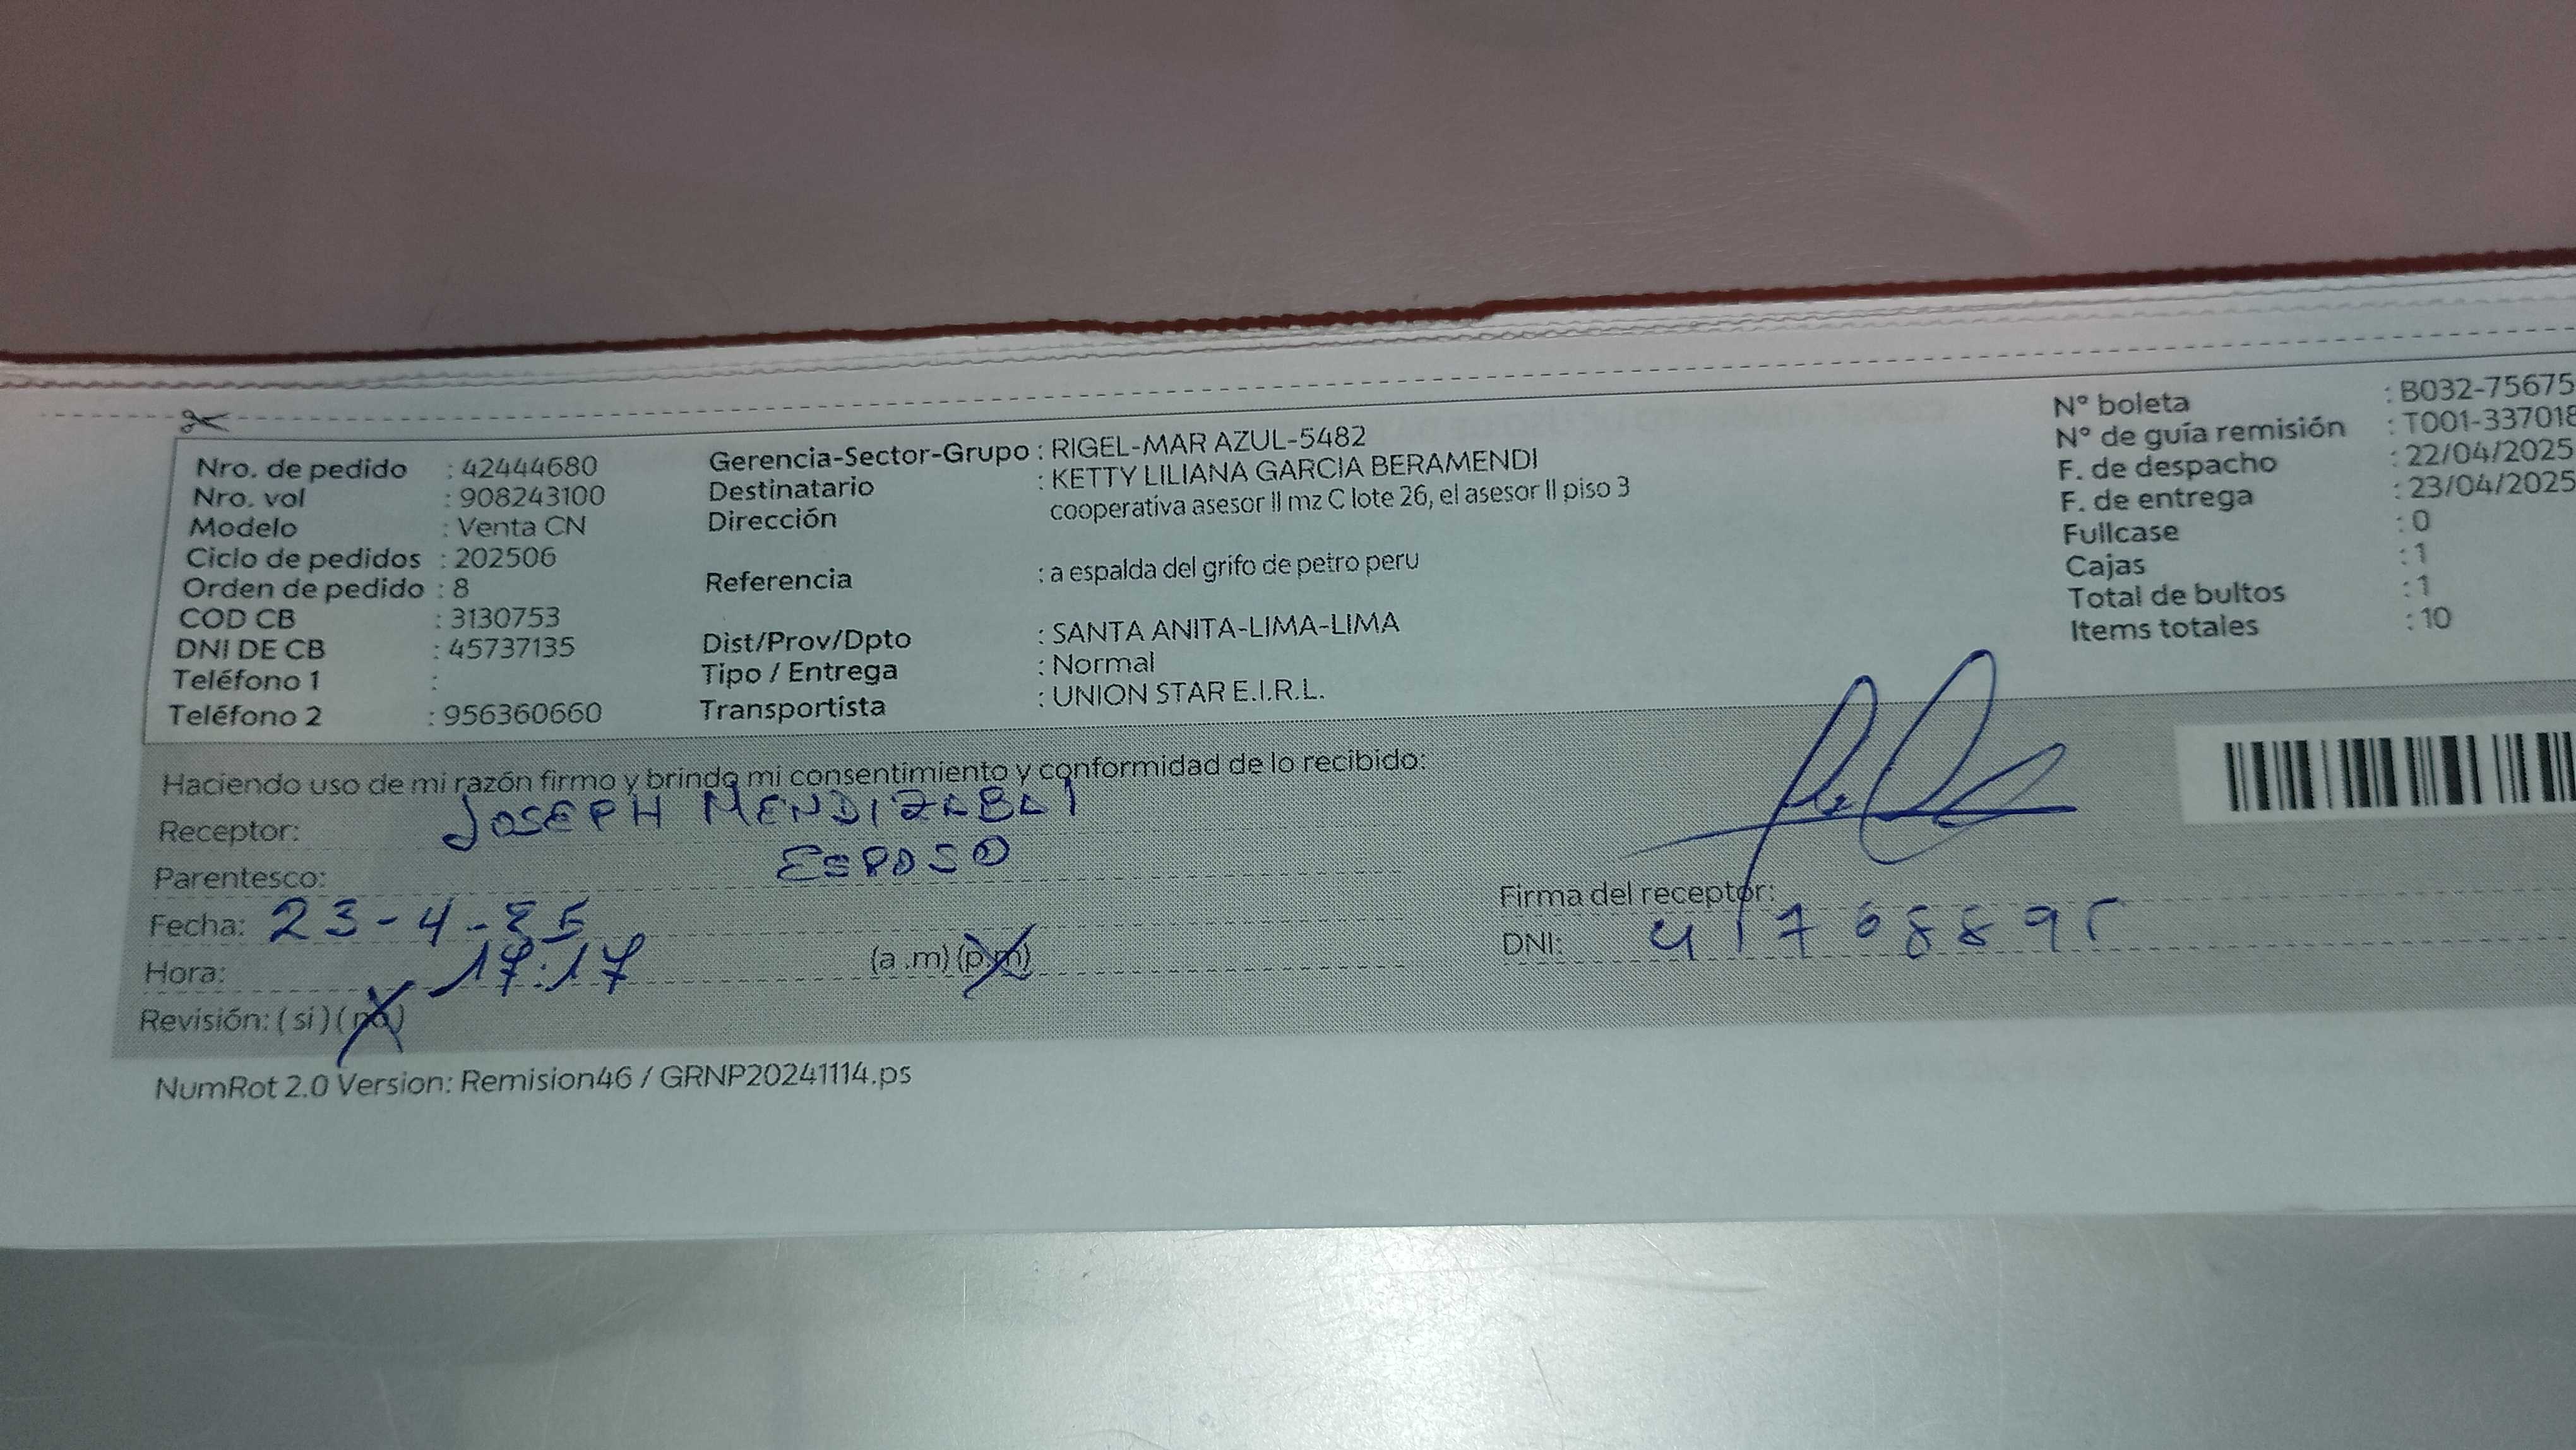 Nro. de pedido : 42444680
Nro. vol : 908243100
Modelo : Venta CN
Ciclo de pedidos : 202506
Orden de pedido : 8
COD CB : 3130753
DNI DE CB : 45737135
Teléfono 1 :
Teléfono 2 : 956360660
Gerencia-Sector-Grupo : RIGEL-MAR AZUL-5482
Destinatario : KETTY LILIANA GARCIA BERAMENDI
Dirección cooperativa asesor II mz C lote 26, el asesor II piso 3
Referencia : a espalda del grifo de petro peru
Dist/Prov/Dpto : SANTA ANITA-LIMA-LIMA
Tipo / Entrega : Normal
Transportista : UNION STAR E.I.R.L.
N° boleta : B032-75675
N° de guía remisión : T001-337018
F. de despacho : 22/04/2025
F. de entrega : 23/04/2025
Fullcase : 0
Cajas : 1
Total de bultos : 1
Items totales : 10
Haciendo uso de mi razón firmo y brindo mi consentimiento y conformidad de lo recibido:
Receptor: JOSEPH MENDIZABAL
Parentesco: ESPOSO
Fecha: 23-4-25
Hora: 17:17 (a .m) (p.m)
Revisión: ( si ) ( no )
Firma del receptor:
DNI: 41768895
NumRot 2.0 Version: Remision46 / GRNP20241114.ps